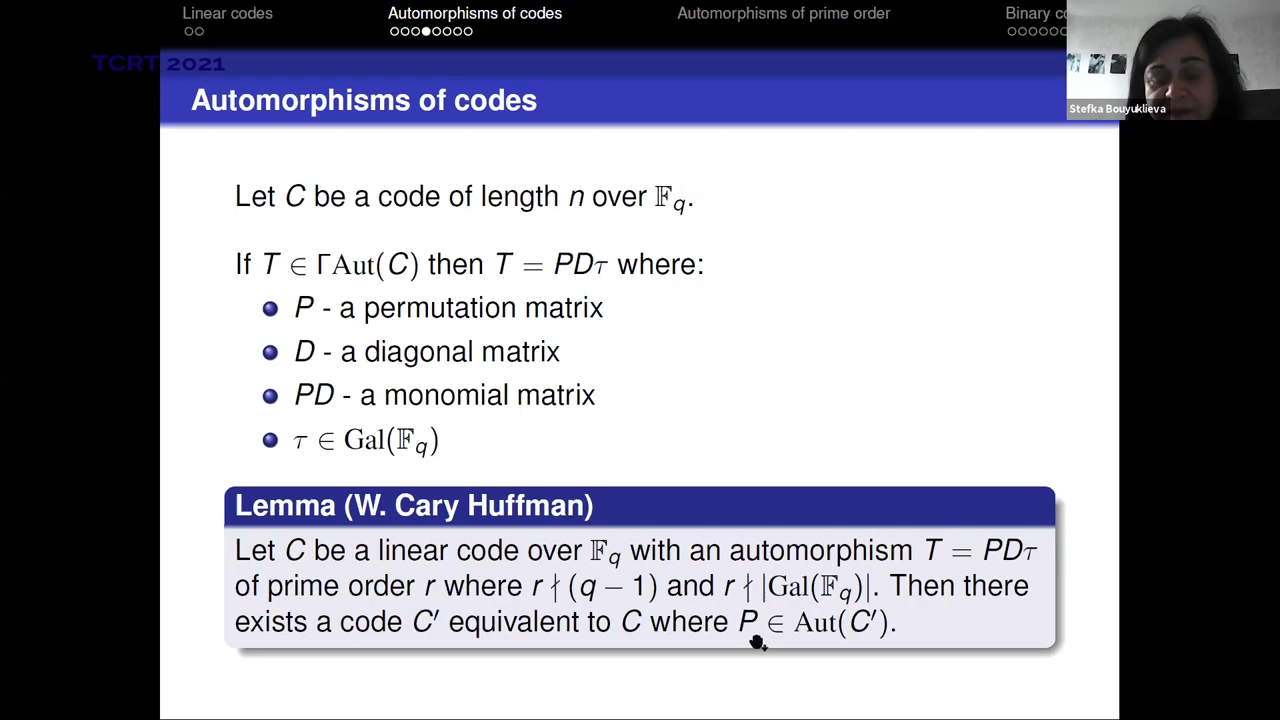 Linear codes
Automorphisms of codes
Automorphisms of prime order
Binary co
TCRT 2021
Stefka Bouyuklieva
Automorphisms of codes
Let C be a code of length n over 𝔽q.
If T ∈ ΓAut(C) then T = PDτ where:
P - a permutation matrix
D - a diagonal matrix
PD - a monomial matrix
τ ∈ Gal(𝔽q)
Lemma (W. Cary Huffman)
Let C be a linear code over 𝔽q with an automorphism T = PDτ
of prime order r where r ∤ (q − 1) and r ∤ |Gal(𝔽q)|. Then there
exists a code C′ equivalent to C where P ∈ Aut(C′).